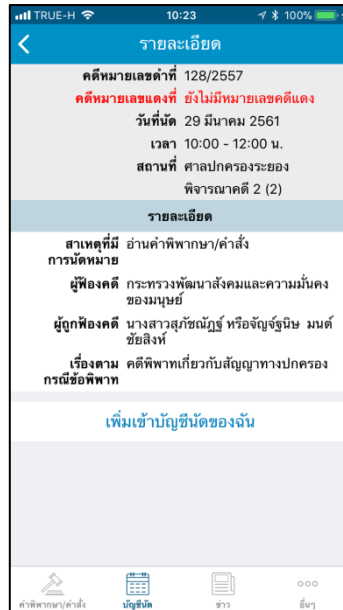 TRUE-H 10:23 100%
รายละเอียด
คดีหมายเลขดำที่ 128/2557
คดีหมายเลขแดงที่ ยังไม่มีหมายเลขคดีแดง
วันที่นัด 29 มีนาคม 2561
เวลา 10:00 - 12:00 น.
สถานที่ ศาลปกครองระยอง
พิจารณาคดี 2 (2)
รายละเอียด
สาเหตุที่มี อ่านคำพิพากษา/คำสั่ง
การนัดหมาย
ผู้ฟ้องคดี กระทรวงพัฒนาสังคมและความมั่นคง
ของมนุษย์
ผู้ถูกฟ้องคดี นางสาวสุภัชณัฏฐ์ หรือจัญจ์ฐนิษ มนต์
ชัยสิงห์
เรื่องตาม คดีพิพาทเกี่ยวกับสัญญาทางปกครอง
กรณีข้อพิพาท
เพิ่มเข้าบัญชีนัดของฉัน
คำพิพากษา/คำสั่ง บัญชีนัด ข่าว อื่นๆ